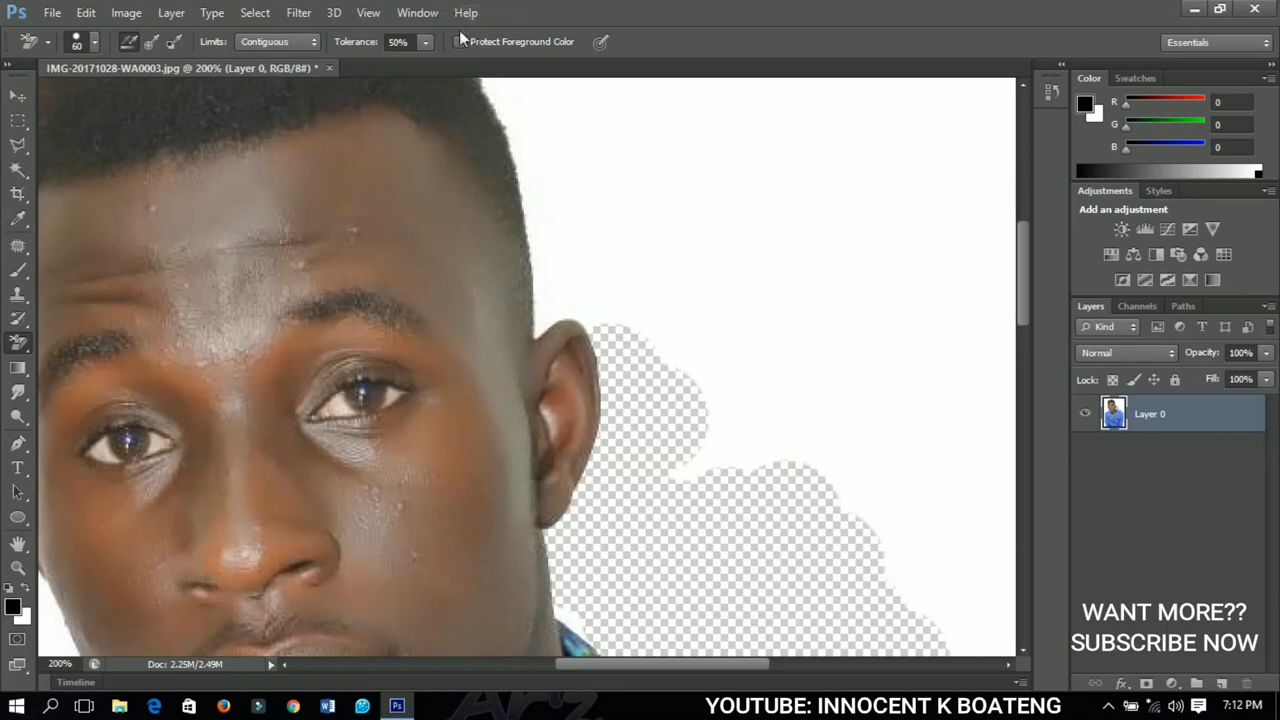 Ps File Edit Image Layer Type Select Filter 3D View Window Help
60 Limits: Contiguous Tolerance: 50% Protect Foreground Color Essentials
IMG-20171028-WA0003.jpg @ 200% (Layer 0, RGB/8#) *
Color Swatches
R 0
G 0
B 0
Adjustments Styles
Add an adjustment
Layers Channels Paths
Kind
Normal Opacity: 100%
Lock: Fill: 100%
Layer 0
WANT MORE??
SUBSCRIBE NOW
200% Doc: 2.25M/2.49M
Timeline
YOUTUBE: INNOCENT K BOATENG
7:12 PM